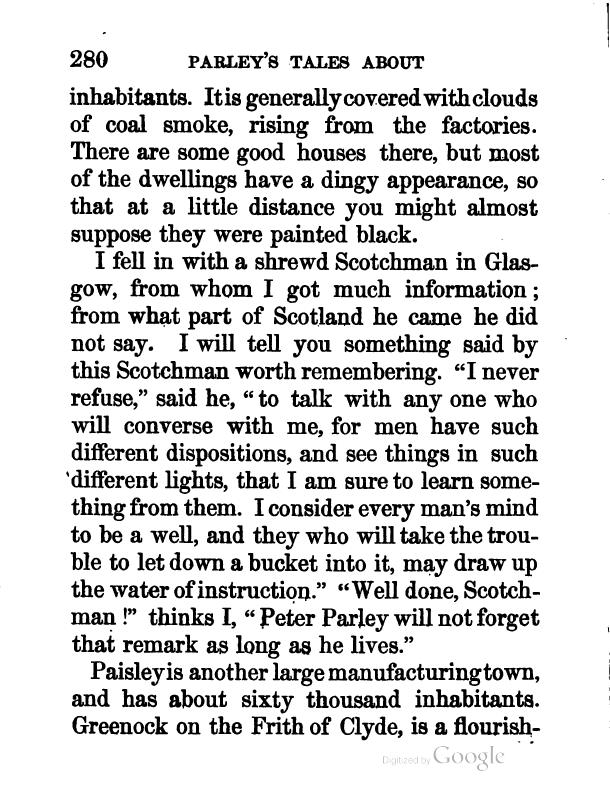 280 PARLEY'S TALES ABOUT
inhabitants. It is generally covered with clouds
of coal smoke, rising from the factories.
There are some good houses there, but most
of the dwellings have a dingy appearance, so
that at a little distance you might almost
suppose they were painted black.
I fell in with a shrewd Scotchman in Glas-
gow, from whom I got much information;
from what part of Scotland he came he did
not say. I will tell you something said by
this Scotchman worth remembering. "I never
refuse," said he, "to talk with any one who
will converse with me, for men have such
different dispositions, and see things in such
different lights, that I am sure to learn some-
thing from them. I consider every man's mind
to be a well, and they who will take the trou-
ble to let down a bucket into it, may draw up
the water of instruction." "Well done, Scotch-
man!" thinks I, "Peter Parley will not forget
that remark as long as he lives."
Paisley is another large manufacturing town,
and has about sixty thousand inhabitants.
Greenock on the Frith of Clyde, is a flourish-
Digitized by Google